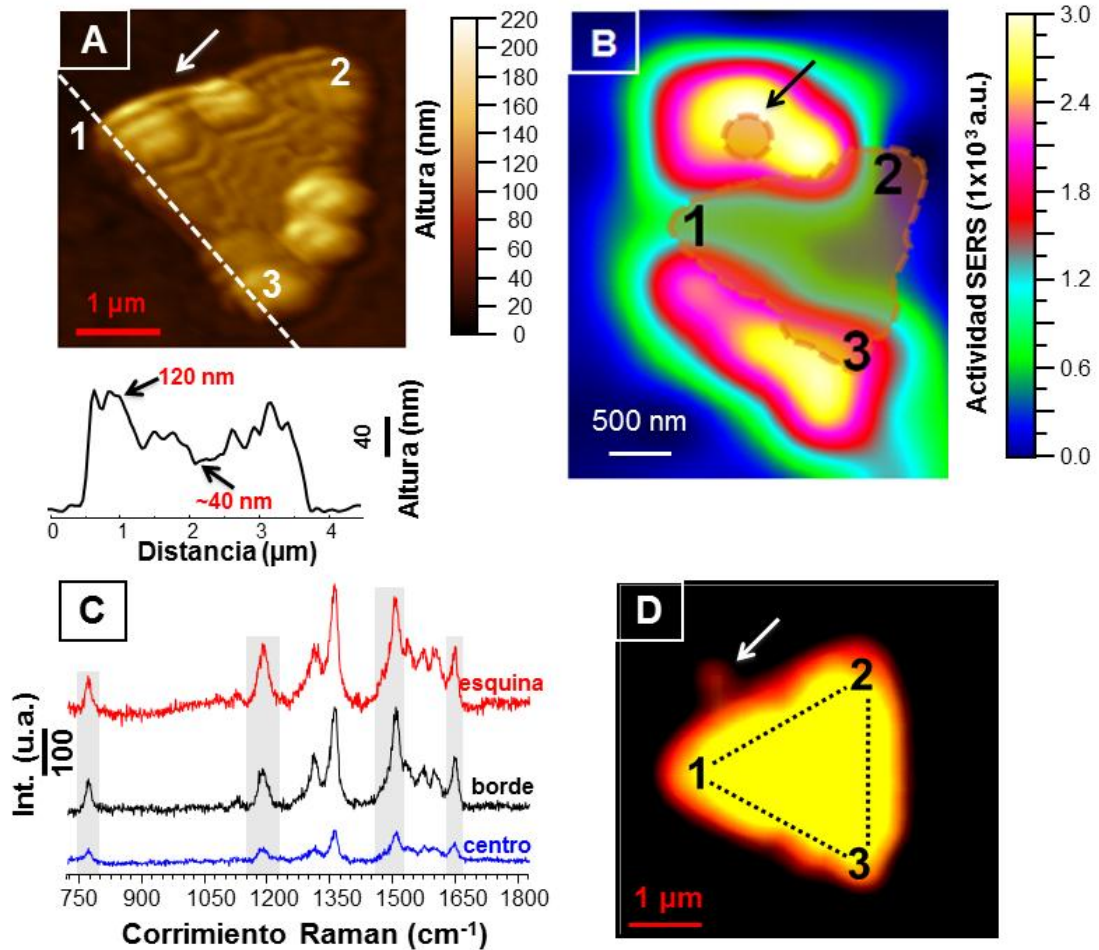 A
1
2
3
1 µm
220
200
180
160
140
120
100
80
60
40
20
0
Altura (nm)
120 nm
~40 nm
40
Altura (nm)
0 1 2 3 4
Distancia (µm)
B
1
2
3
500 nm
3.0
2.4
1.8
1.2
0.6
0.0
Actividad SERS (1x10³ a.u.)
C
esquina
borde
centro
Int. (u.a.)
100
750 900 1050 1200 1350 1500 1650 1800
Corrimiento Raman (cm⁻¹)
D
1
2
3
1 µm